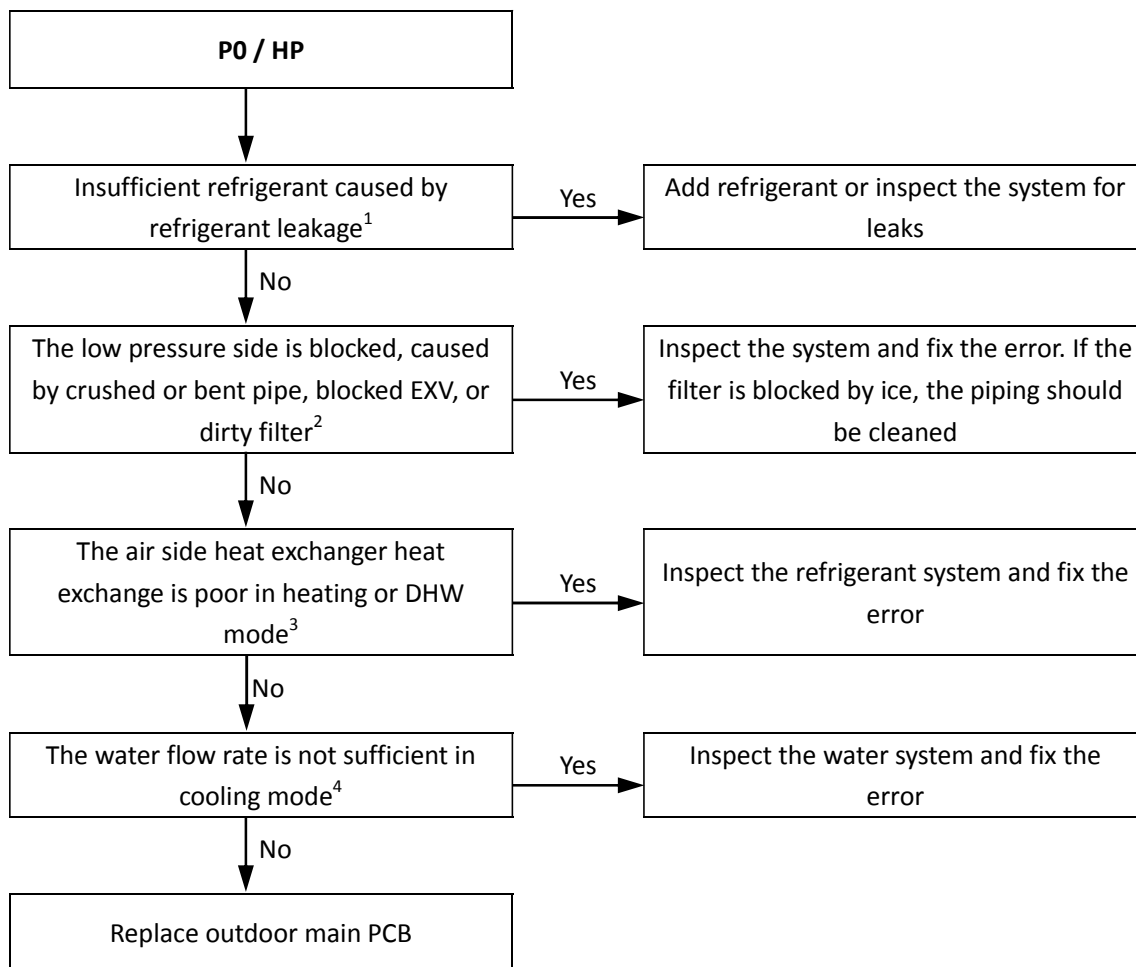 P0 / HP
Insufficient refrigerant caused by
refrigerant leakage¹
Yes
Add refrigerant or inspect the system for
leaks
No
The low pressure side is blocked, caused
by crushed or bent pipe, blocked EXV, or
dirty filter²
Yes
Inspect the system and fix the error. If the
filter is blocked by ice, the piping should
be cleaned
No
The air side heat exchanger heat
exchange is poor in heating or DHW
mode³
Yes
Inspect the refrigerant system and fix the
error
No
The water flow rate is not sufficient in
cooling mode⁴
Yes
Inspect the water system and fix the
error
No
Replace outdoor main PCB